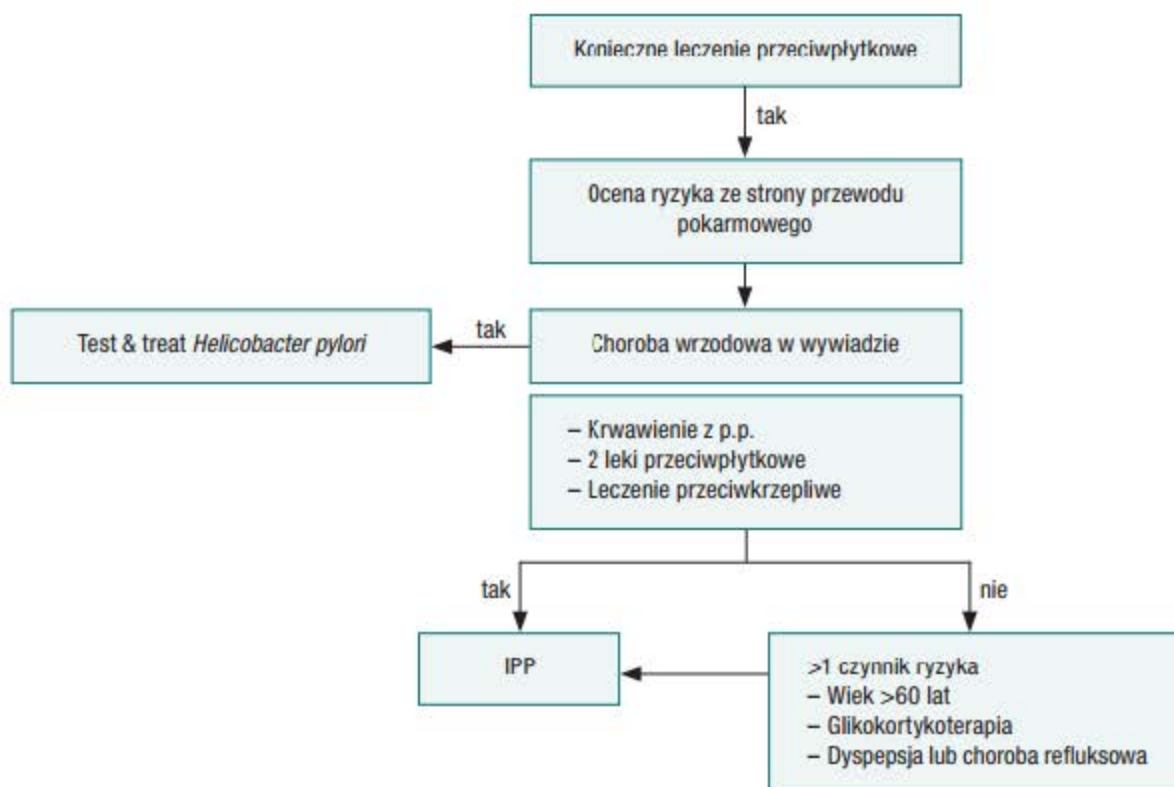 Konieczne leczenie przeciwpłytkowe
tak
Ocena ryzyka ze strony przewodu
pokarmowego
Test & treat Helicobacter pylori
tak
Choroba wrzodowa w wywiadzie
– Krwawienie z p.p.
– 2 leki przeciwpłytkowe
– Leczenie przeciwkrzepliwe
tak
nie
IPP
>1 czynnik ryzyka
– Wiek >60 lat
– Glikokortykoterapia
– Dyspepsja lub choroba refluksowa